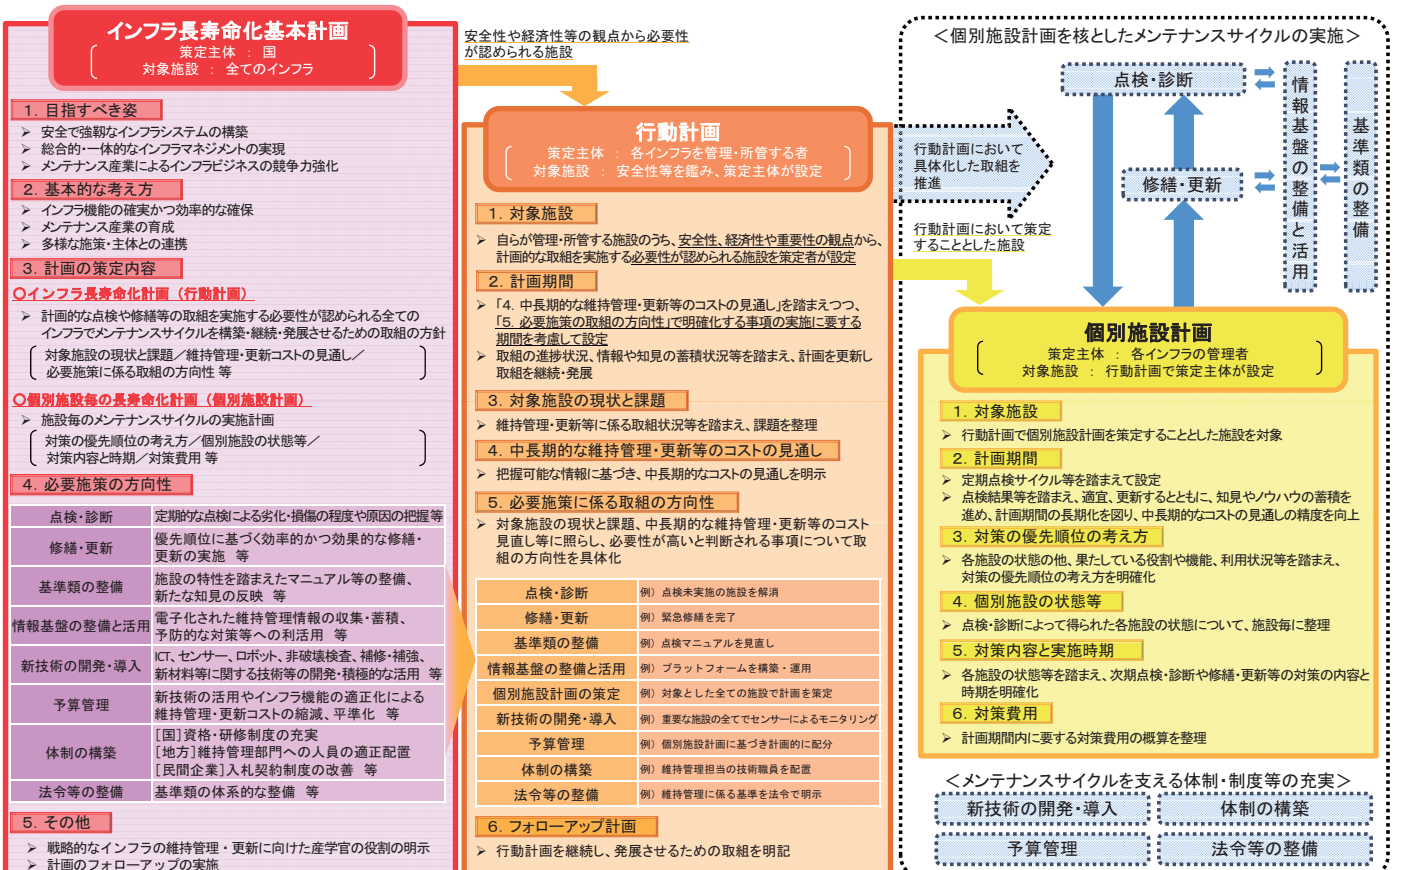 インフラ長寿命化基本計画
策定主体 ： 国
対象施設 ： 全てのインフラ
1. 目指すべき姿
➢ 安全で強靱なインフラシステムの構築
➢ 総合的･一体的なインフラマネジメントの実現
➢ メンテナンス産業によるインフラビジネスの競争力強化
2. 基本的な考え方
➢ インフラ機能の確実かつ効率的な確保
➢ メンテナンス産業の育成
➢ 多様な施策・主体との連携
3. 計画の策定内容
○インフラ長寿命化計画（行動計画）
➢ 計画的な点検や修繕等の取組を実施する必要性が認められる全ての
インフラでメンテナンスサイクルを構築・継続・発展させるための取組の方針
対象施設の現状と課題／維持管理・更新コストの見通し／
必要施策に係る取組の方向性 等
○個別施設毎の長寿命化計画（個別施設計画）
➢ 施設毎のメンテナンスサイクルの実施計画
対策の優先順位の考え方／個別施設の状態等／
対策内容と時期／対策費用 等
4. 必要施策の方向性
点検・診断 定期的な点検による劣化・損傷の程度や原因の把握等
修繕・更新 優先順位に基づく効率的かつ効果的な修繕・
更新の実施 等
基準類の整備 施設の特性を踏まえたマニュアル等の整備、
新たな知見の反映 等
情報基盤の整備と活用 電子化された維持管理情報の収集・蓄積、
予防的な対策等への利活用 等
新技術の開発・導入 ICT、センサー、ロボット、非破壊検査、補修・補強、
新材料等に関する技術等の開発・積極的な活用 等
予算管理 新技術の活用やインフラ機能の適正化による
維持管理・更新コストの縮減、平準化 等
体制の構築 [国]資格・研修制度の充実
[地方]維持管理部門への人員の適正配置
[民間企業]入札契約制度の改善 等
法令等の整備 基準類の体系的な整備 等
5. その他
➢ 戦略的なインフラの維持管理・更新に向けた産学官の役割の明示
➢ 計画のフォローアップの実施
安全性や経済性等の観点から必要性
が認められる施設
行動計画
策定主体 ： 各インフラを管理・所管する者
対象施設 ： 安全性等を鑑み、策定主体が設定
1. 対象施設
➢ 自らが管理・所管する施設のうち、安全性、経済性や重要性の観点から、
計画的な取組を実施する必要性が認められる施設を策定者が設定
2. 計画期間
➢ 「4. 中長期的な維持管理・更新等のコストの見通し」を踏まえつつ、
「5. 必要施策の取組の方向性」で明確化する事項の実施に要する
期間を考慮して設定
➢ 取組の進捗状況、情報や知見の蓄積状況等を踏まえ、計画を更新し
取組を継続・発展
3. 対象施設の現状と課題
➢ 維持管理・更新等に係る取組状況等を踏まえ、課題を整理
4. 中長期的な維持管理・更新等のコストの見通し
➢ 把握可能な情報に基づき、中長期的なコストの見通しを明示
5. 必要施策に係る取組の方向性
➢ 対象施設の現状と課題、中長期的な維持管理・更新等のコスト
見直し等に照らし、必要性が高いと判断される事項について取
組の方向性を具体化
点検・診断 例） 点検未実施の施設を解消
修繕・更新 例） 緊急修繕を完了
基準類の整備 例） 点検マニュアルを見直し
情報基盤の整備と活用 例） プラットフォームを構築・運用
個別施設計画の策定 例） 対象とした全ての施設で計画を策定
新技術の開発・導入 例） 重要な施設の全てでセンサーによるモニタリング
予算管理 例） 個別施設計画に基づき計画的に配分
体制の構築 例） 維持管理担当の技術職員を配置
法令等の整備 例） 維持管理に係る基準を法令で明示
6. フォローアップ計画
➢ 行動計画を継続し、発展させるための取組を明記
＜個別施設計画を核としたメンテナンスサイクルの実施＞
点検・診断
修繕・更新
情報基盤の整備と活用
基準類の整備
行動計画において
具体化した取組を
推進
行動計画において策定
することとした施設
個別施設計画
策定主体 ： 各インフラの管理者
対象施設 ： 行動計画で策定主体が設定
1. 対象施設
➢ 行動計画で個別施設計画を策定することとした施設を対象
2. 計画期間
➢ 定期点検サイクル等を踏まえて設定
➢ 点検結果等を踏まえ、適宜、更新するとともに、知見やノウハウの蓄積を
進め、計画期間の長期化を図り、中長期的なコストの見通しの精度を向上
3. 対策の優先順位の考え方
➢ 各施設の状態の他、果たしている役割や機能、利用状況等を踏まえ、
対策の優先順位の考え方を明確化
4. 個別施設の状態等
➢ 点検・診断によって得られた各施設の状態について、施設毎に整理
5. 対策内容と実施時期
➢ 各施設の状態等を踏まえ、次期点検・診断や修繕・更新等の対策の内容と
時期を明確化
6. 対策費用
➢ 計画期間内に要する対策費用の概算を整理
＜メンテナンスサイクルを支える体制・制度等の充実＞
新技術の開発・導入 体制の構築
予算管理 法令等の整備